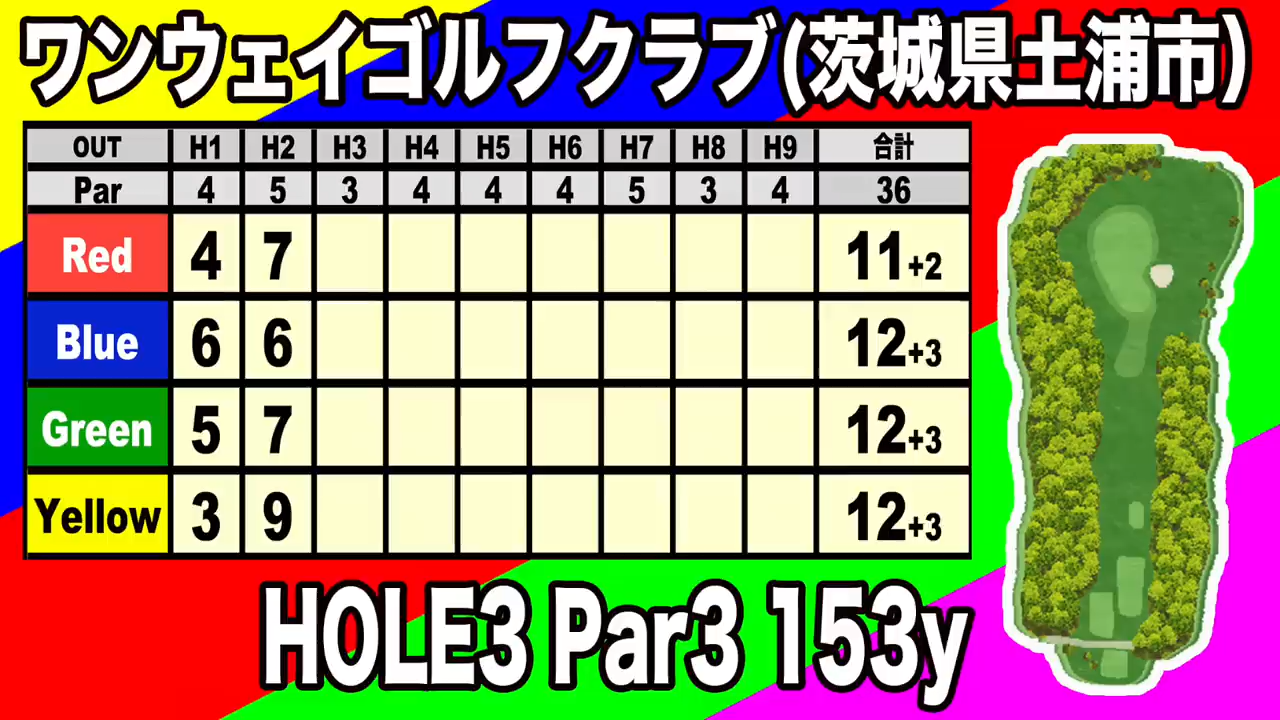 ワンウェイゴルフクラブ(茨城県土浦市)
OUT H1 H2 H3 H4 H5 H6 H7 H8 H9 合計
Par 4 5 3 4 4 4 5 3 4 36
Red 4 7 11+2
Blue 6 6 12+3
Green 5 7 12+3
Yellow 3 9 12+3
HOLE3 Par3 153y